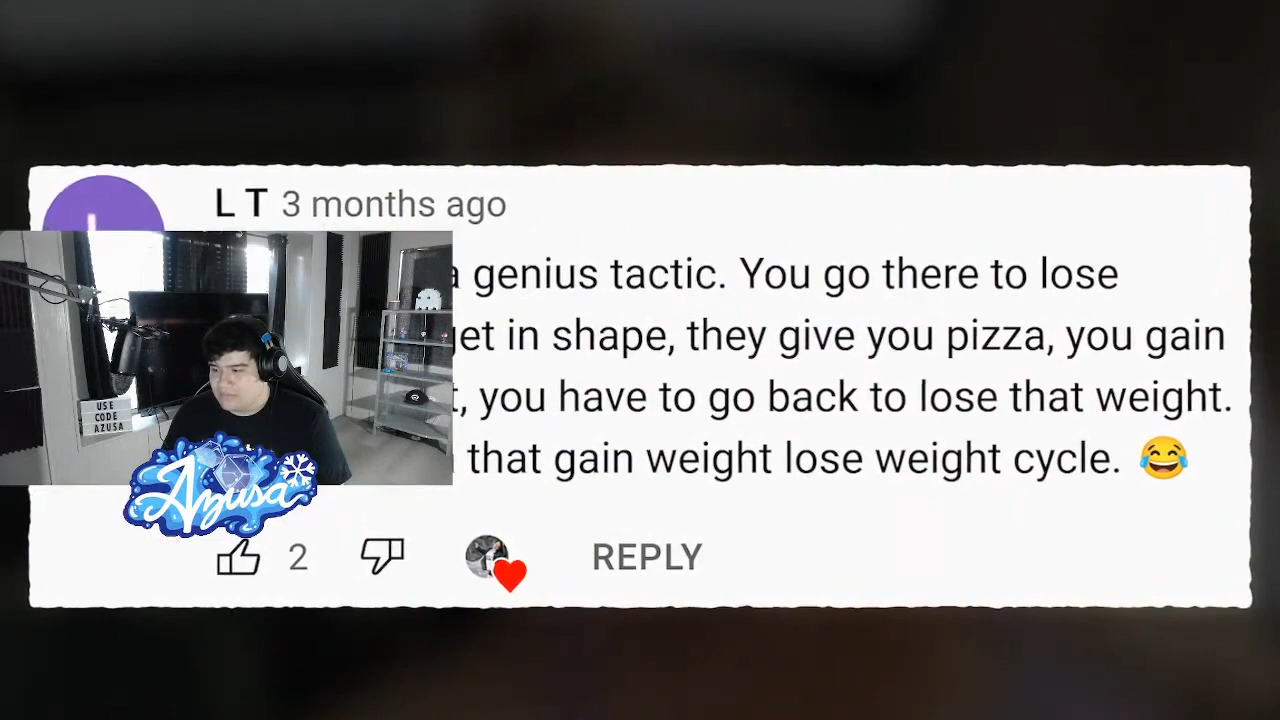 L T 3 months ago
genius tactic. You go there to lose
get in shape, they give you pizza, you gain
you have to go back to lose that weight.
that gain weight lose weight cycle. 😂
USE
CODE
AZUSA
Azusa
2
REPLY